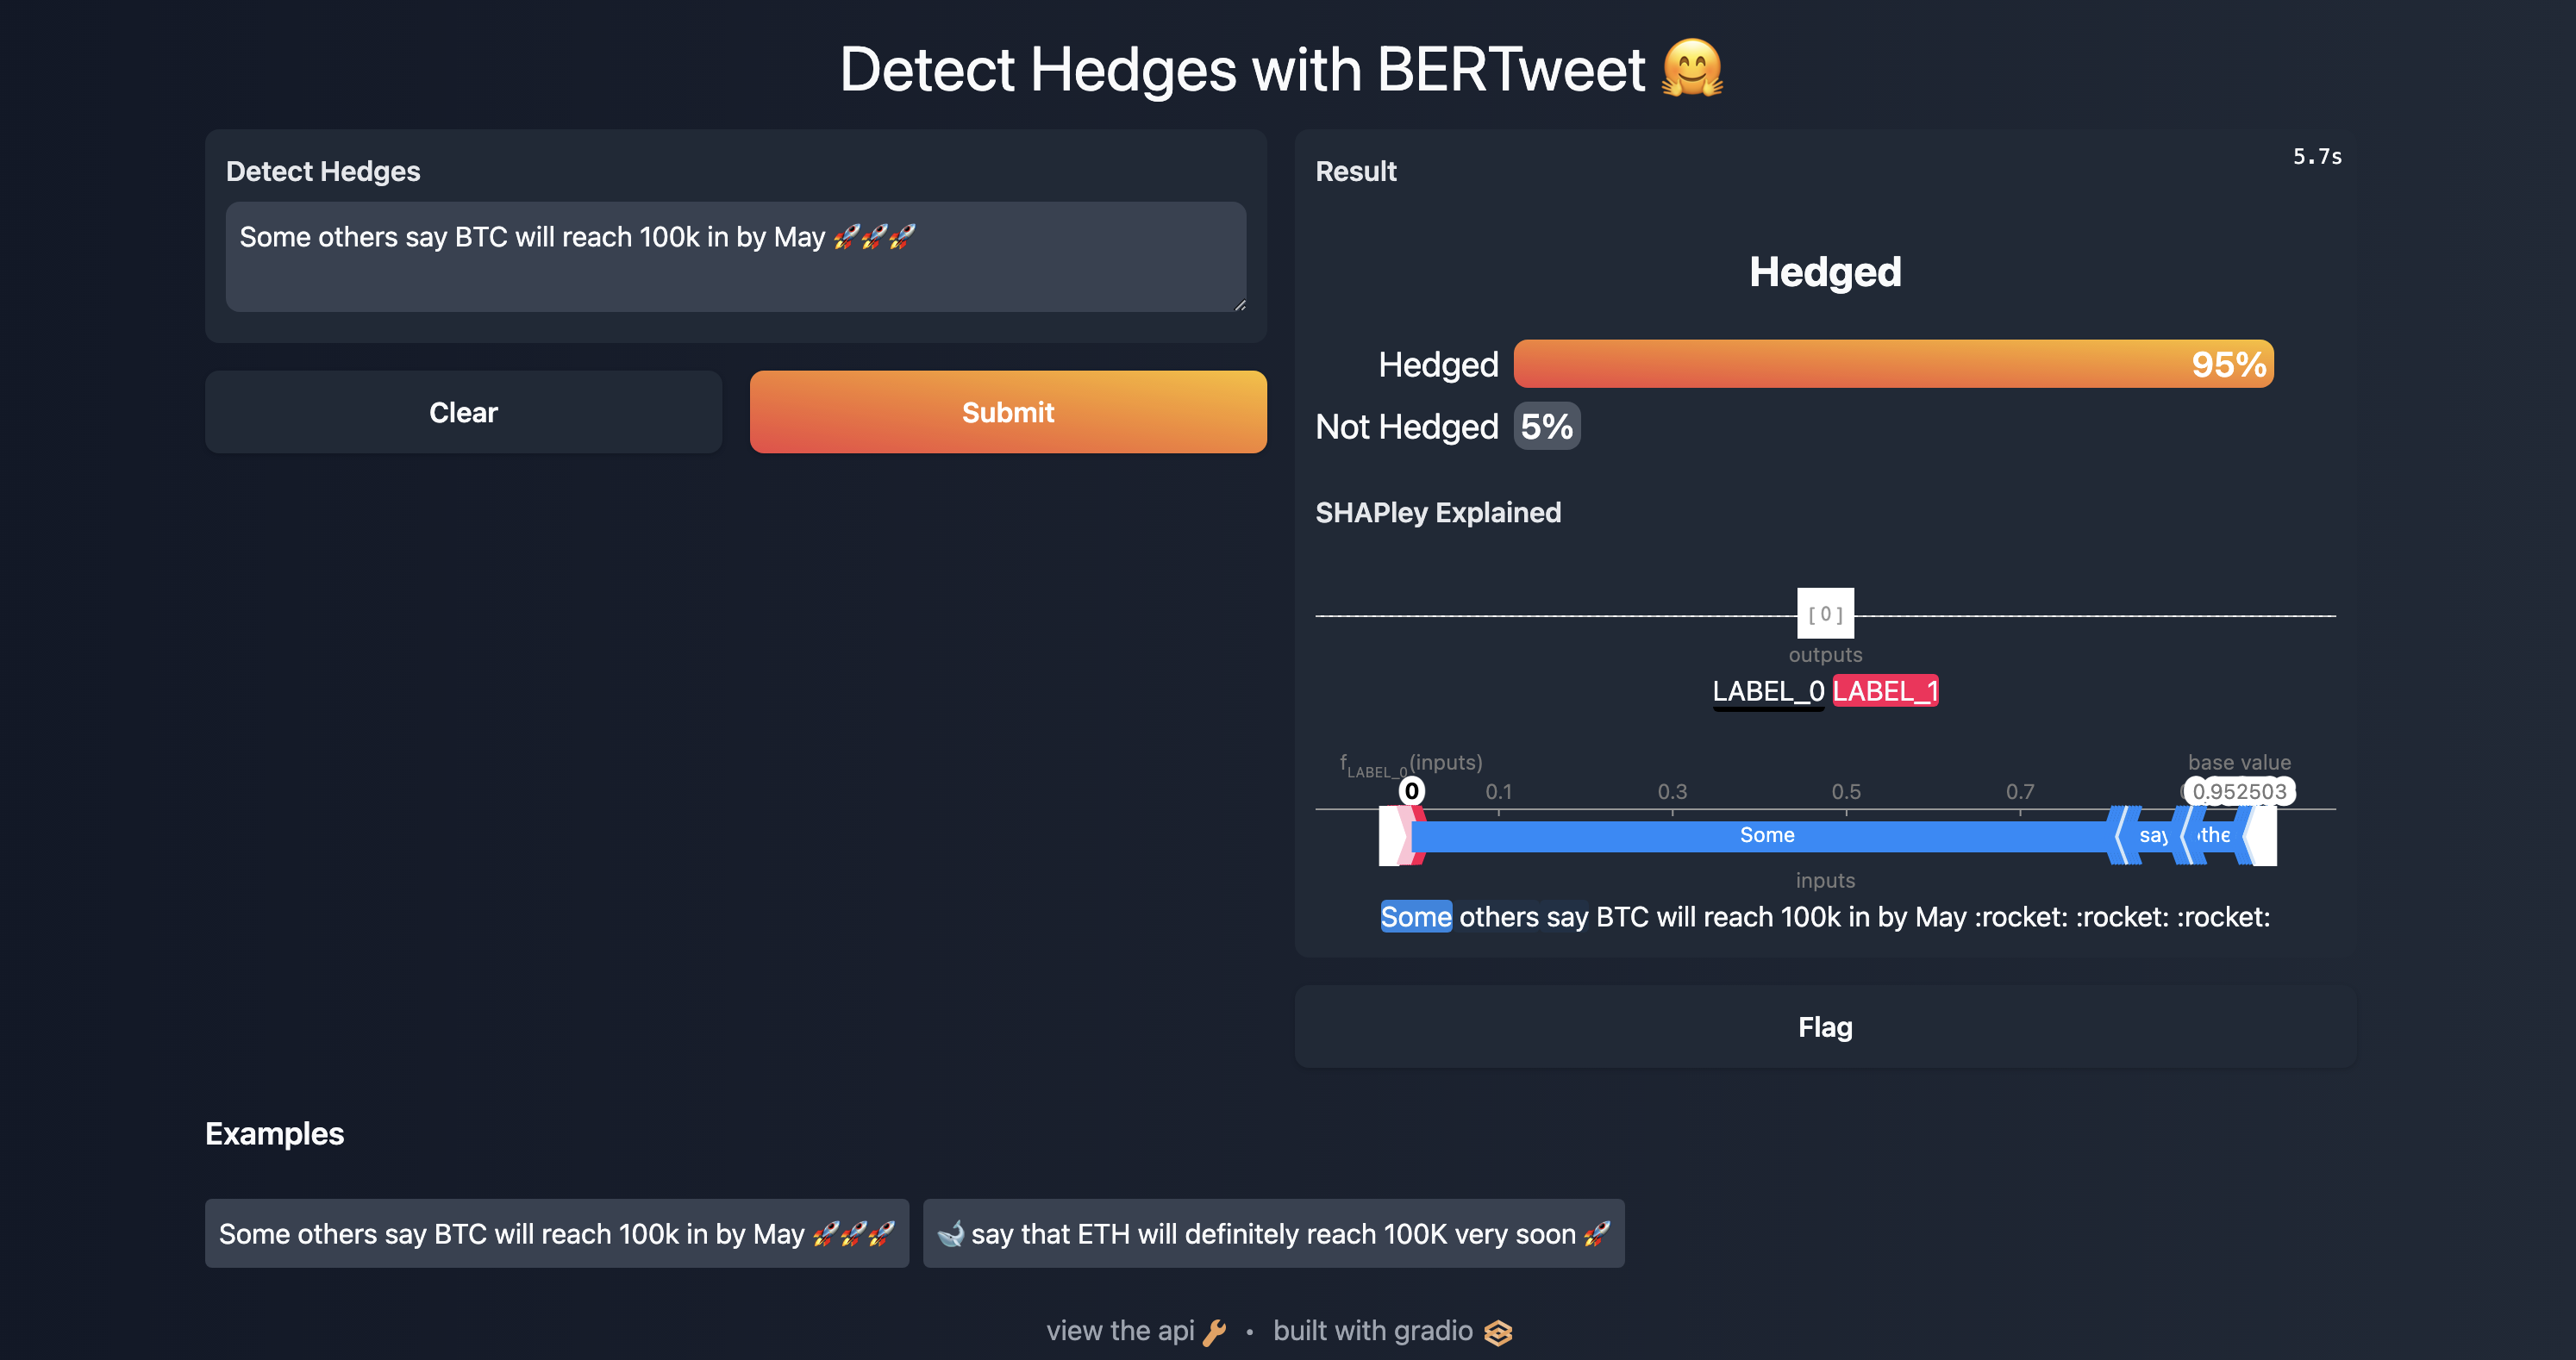 Detect Hedges with BERTweet 🤗
Detect Hedges
Some others say BTC will reach 100k in by May 🚀🚀🚀
Clear
Submit
Result
5.7s
Hedged
Hedged 95%
Not Hedged 5%
SHAPley Explained
[ 0 ]
outputs
LABEL_0 LABEL_1
f LABEL_0 (inputs)
base value
0 0.1 0.3 0.5 0.7 0.952503
Some say othe
inputs
Some others say BTC will reach 100k in by May :rocket: :rocket: :rocket:
Flag
Examples
Some others say BTC will reach 100k in by May 🚀🚀🚀
🐋 say that ETH will definitely reach 100K very soon 🚀
view the api 🔧 • built with gradio